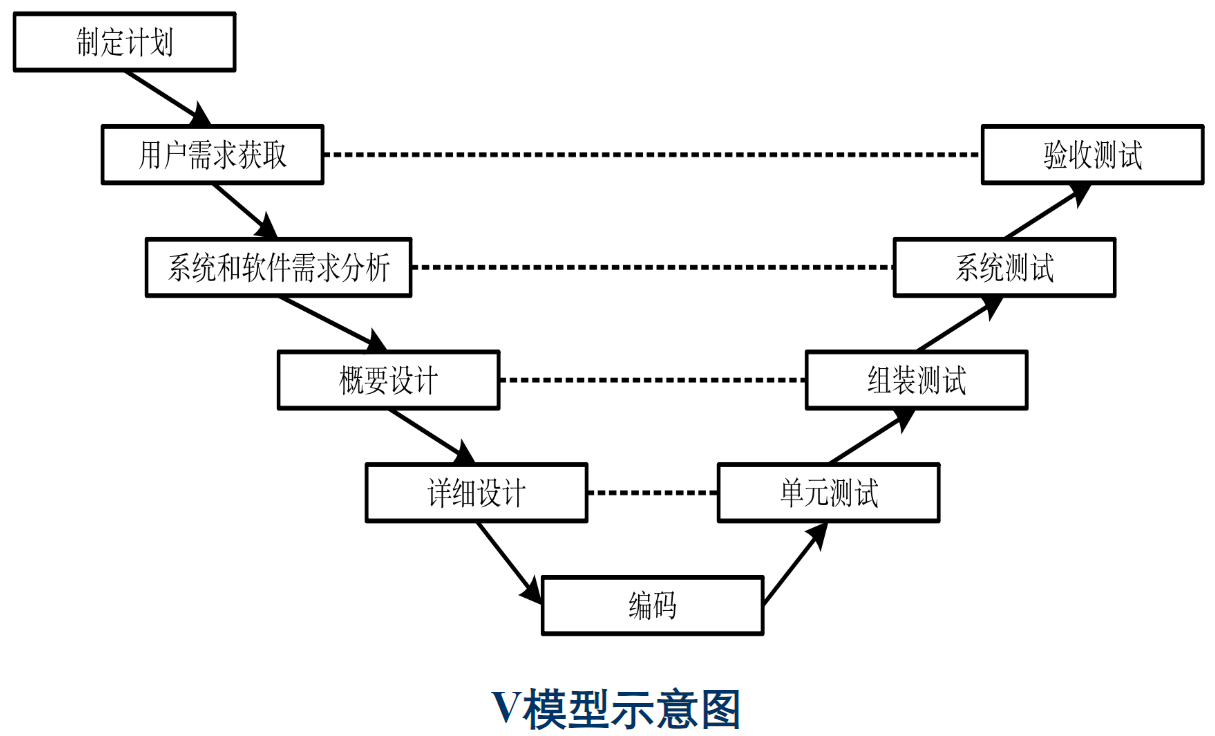 制定计划
用户需求获取
验收测试
系统和软件需求分析
系统测试
概要设计
组装测试
详细设计
单元测试
编码
V模型示意图